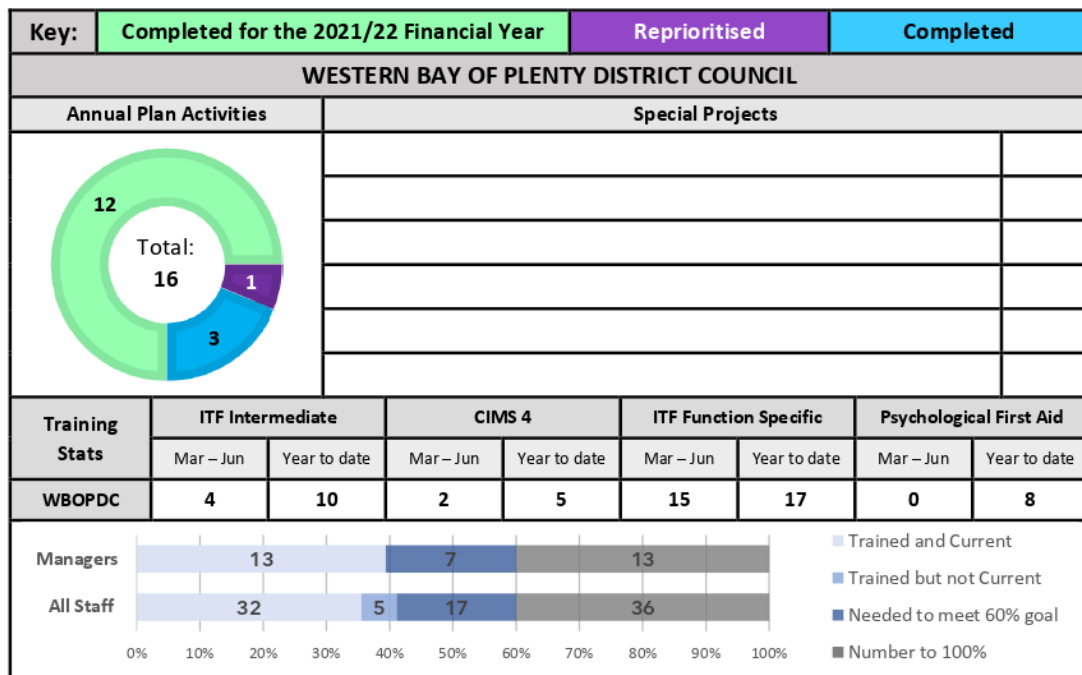 Key: Completed for the 2021/22 Financial Year Reprioritised Completed
WESTERN BAY OF PLENTY DISTRICT COUNCIL
Annual Plan Activities Special Projects
12
Total:
16
1
3
Training Stats ITF Intermediate CIMS 4 ITF Function Specific Psychological First Aid
Mar – Jun Year to date Mar – Jun Year to date Mar – Jun Year to date Mar – Jun Year to date
WBOPDC 4 10 2 5 15 17 0 8
Managers 13 7 13
All Staff 32 5 17 36
0% 10% 20% 30% 40% 50% 60% 70% 80% 90% 100%
Trained and Current
Trained but not Current
Needed to meet 60% goal
Number to 100%